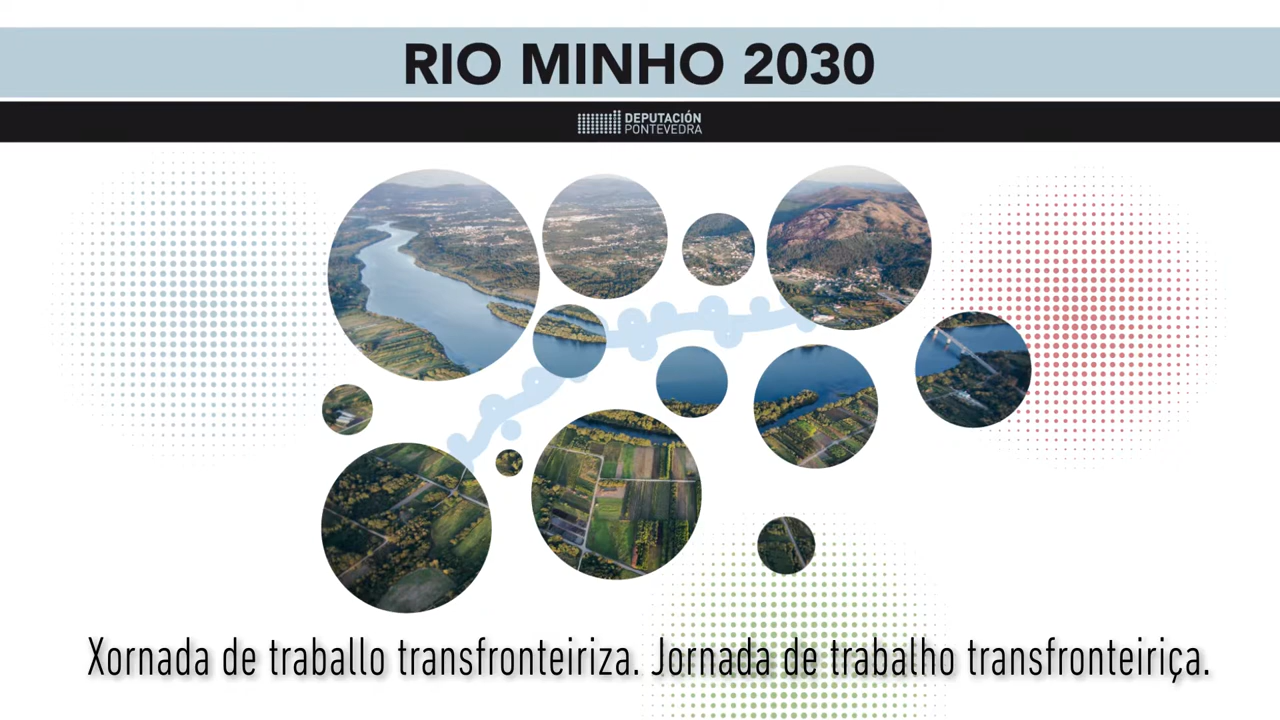 RIO MINHO 2030
DEPUTACIÓN
PONTEVEDRA
Xornada de traballo transfronteiriza. Jornada de trabalho transfronteiriça.